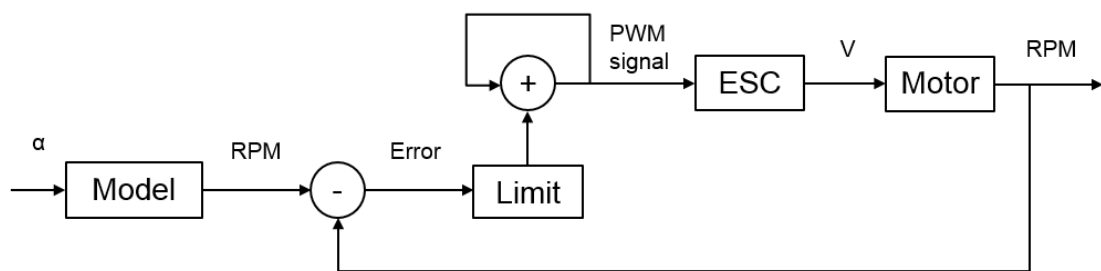 PWM
signal
V
RPM
+
ESC
Motor
α
RPM
Error
Model
-
Limit